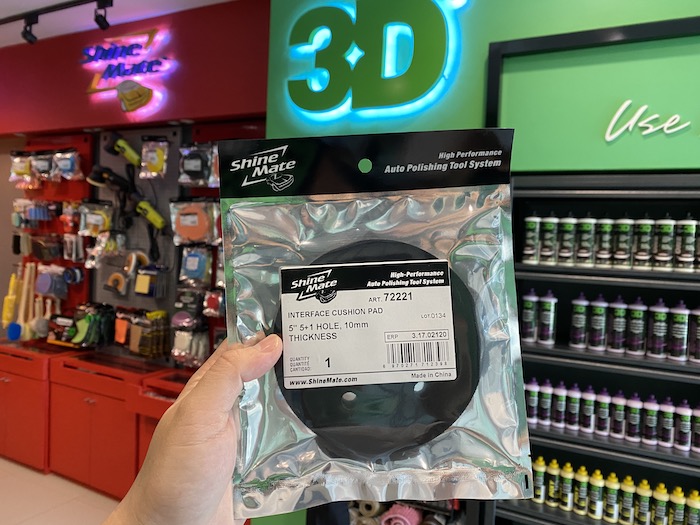 Shine
Mate
3D
Use
Shine
Mate
High Performance
Auto Polishing Tool System
Shine
Mate
High-Performance
Auto Polishing Tool System
ART. 72221
INTERFACE CUSHION PAD
LOT:0134
5" 5+1 HOLE, 10mm
THICKNESS
ERP 3.17.02120
QUANTITY
QUANTITÉ
CANTIDAD
1
www.ShineMate.com
Made in China